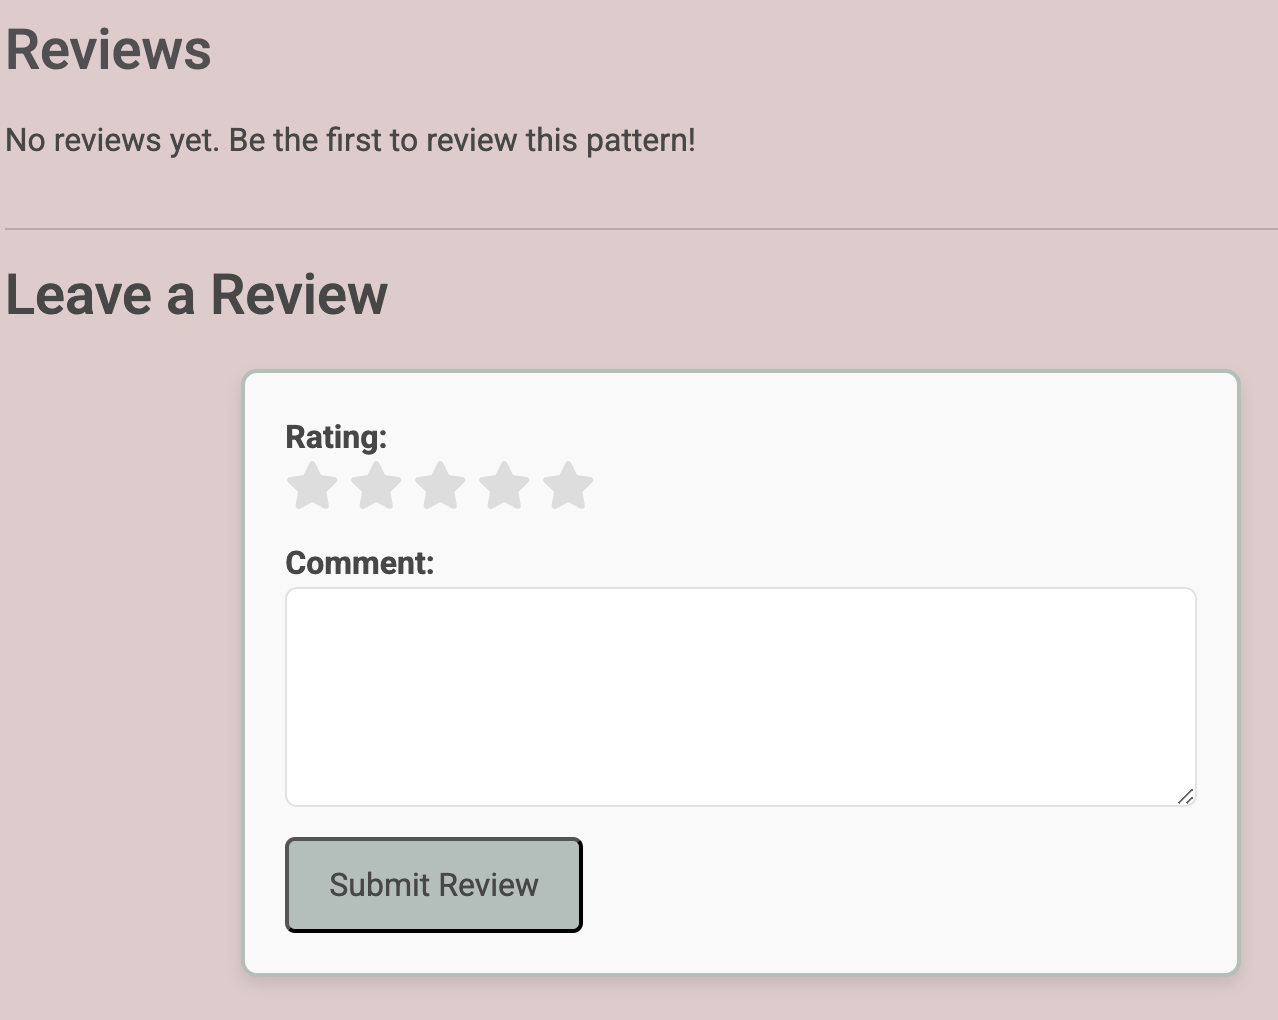 Reviews
No reviews yet. Be the first to review this pattern!
Leave a Review
Rating:
Comment:
Submit Review